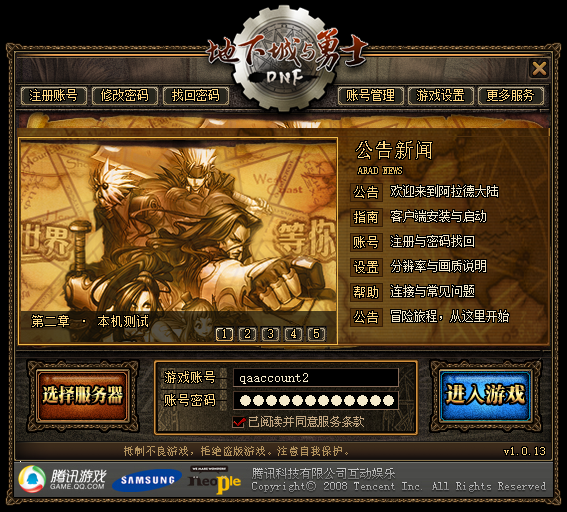 地下城与勇士
DNF
注册账号 修改密码 找回密码 账号管理 游戏设置 更多服务
公告新闻
ARAD NEWS
公告 欢迎来到阿拉德大陆
指南 客户端安装与启动
账号 注册与密码找回
设置 分辨率与画质说明
帮助 连接与常见问题
公告 冒险旅程，从这里开始
世界 等你
第二章 · 本机测试
1 2 3 4 5
选择服务器
游戏账号 qaaccount2
账号密码
已阅读并同意服务条款
进入游戏
抵制不良游戏，拒绝盗版游戏。注意自我保护。
v1.0.13
腾讯游戏
GAME.QQ.COM
SAMSUNG
WE MAKE WONDERS
neople
腾讯科技有限公司互动娱乐
Copyright© 2008 Tencent Inc. All Rights Reserved